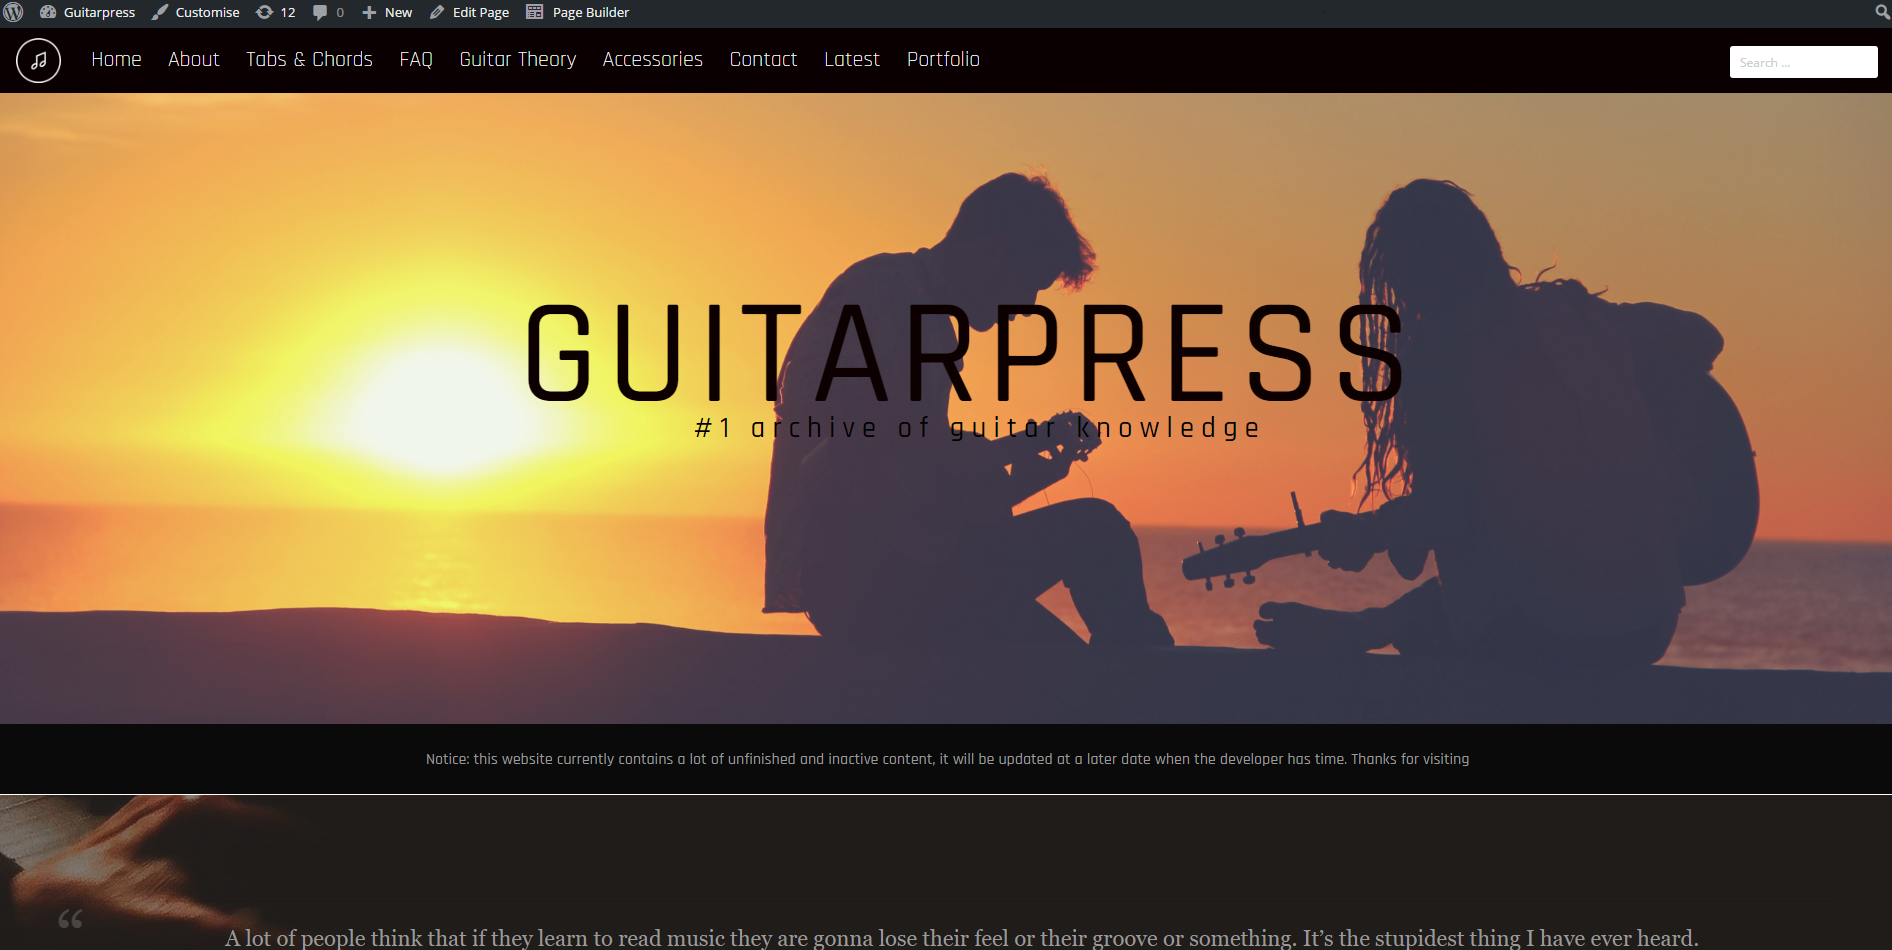 Guitarpress Customise 12 0 New Edit Page Page Builder
Home About Tabs & Chords FAQ Guitar Theory Accessories Contact Latest Portfolio Search ...
GUITARPRESS
#1 archive of guitar knowledge
Notice: this website currently contains a lot of unfinished and inactive content, it will be updated at a later date when the developer has time. Thanks for visiting
“
A lot of people think that if they learn to read music they are gonna lose their feel or their groove or something. It’s the stupidest thing I have ever heard.